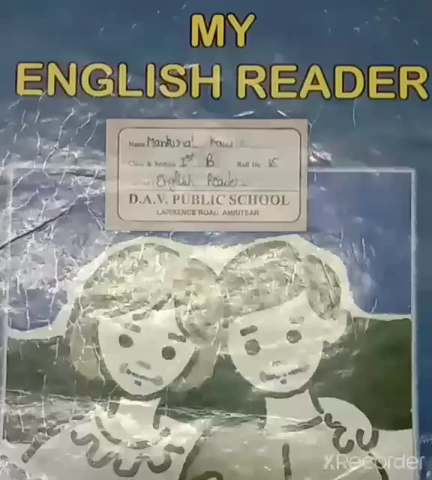 MY
ENGLISH READER
Name Mankirat Kaur
Class & Section Ist B Roll No. 15
English Reader
D.A.V. PUBLIC SCHOOL
LAWRENCE ROAD, AMRITSAR
XRecorder